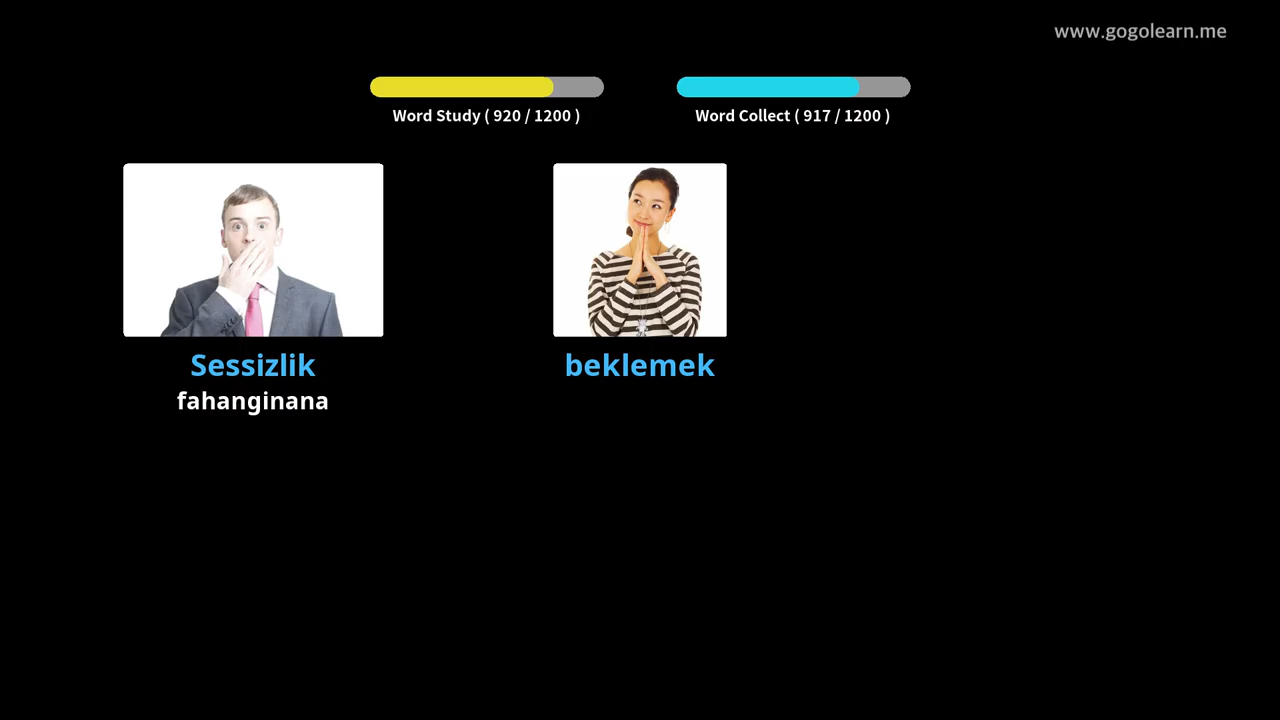 www.gogolearn.me
Word Study ( 920 / 1200 )
Word Collect ( 917 / 1200 )
Sessizlik
fahanginana
beklemek